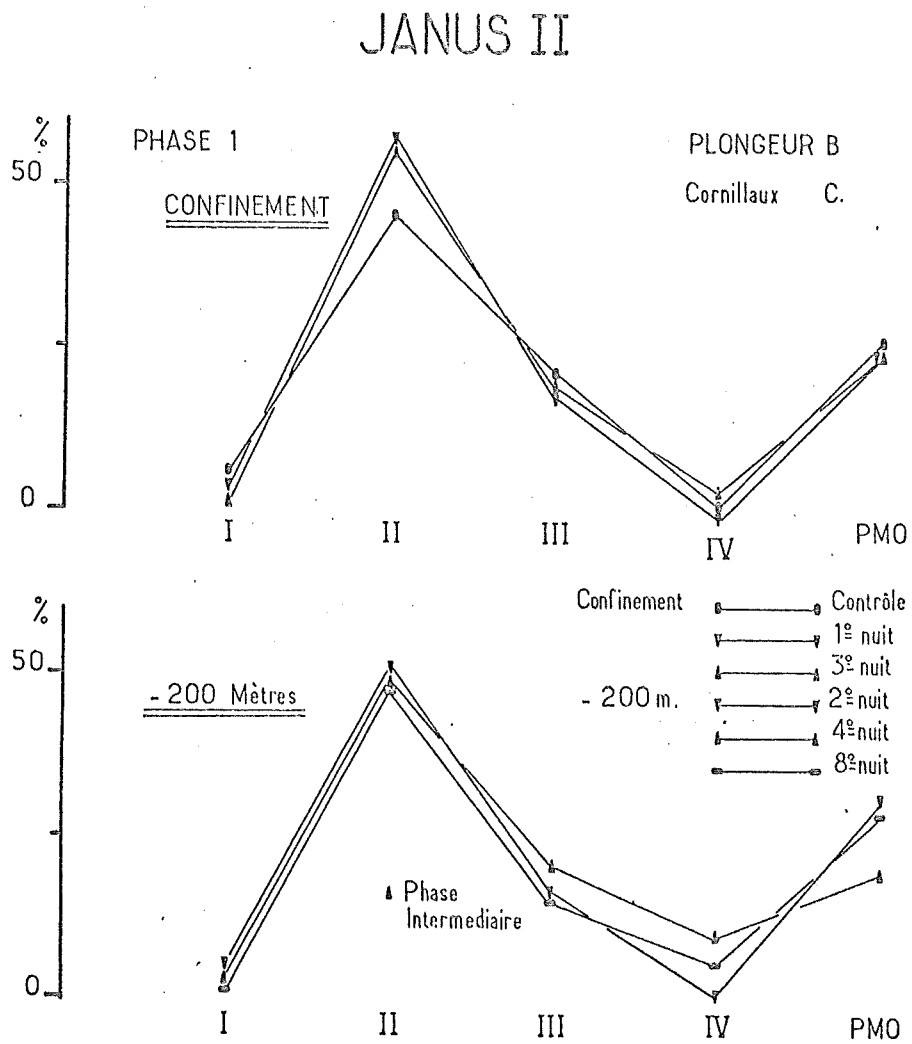 JANUS II
%
PHASE 1
PLONGEUR B
50
Cornillaux C.
CONFINEMENT
0
I
II
III
IV
PMO
%
Confinement
Contrôle
1º nuit
50
3º nuit
- 200 Mètres
- 200 m.
2º nuit
4º nuit
8º nuit
Phase
Intermediaire
0
I
II
III
IV
PMO